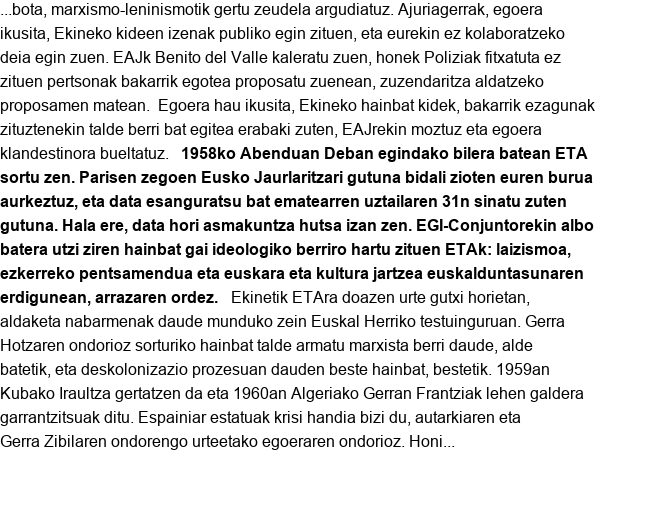 ...bota, marxismo-leninismotik gertu zeudela argudiatuz. Ajuriagerrak, egoera
ikusita, Ekineko kideen izenak publiko egin zituen, eta eurekin ez kolaboratzeko
deia egin zuen. EAJk Benito del Valle kaleratu zuen, honek Poliziak fitxatuta ez
zituen pertsonak bakarrik egotea proposatu zuenean, zuzendaritza aldatzeko
proposamen matean. Egoera hau ikusita, Ekineko hainbat kidek, bakarrik ezagunak
zituztenekin talde berri bat egitea erabaki zuten, EAJrekin moztuz eta egoera
klandestinora bueltatuz. 1958ko Abenduan Deban egindako bilera batean ETA
sortu zen. Parisen zegoen Eusko Jaurlaritzari gutuna bidali zioten euren burua
aurkeztuz, eta data esanguratsu bat ematearren uztailaren 31n sinatu zuten
gutuna. Hala ere, data hori asmakuntza hutsa izan zen. EGI-Conjuntorekin albo
batera utzi ziren hainbat gai ideologiko berriro hartu zituen ETAk: laizismoa,
ezkerreko pentsamendua eta euskara eta kultura jartzea euskalduntasunaren
erdigunean, arrazaren ordez. Ekinetik ETAra doazen urte gutxi horietan,
aldaketa nabarmenak daude munduko zein Euskal Herriko testuinguruan. Gerra
Hotzaren ondorioz sorturiko hainbat talde armatu marxista berri daude, alde
batetik, eta deskolonizazio prozesuan dauden beste hainbat, bestetik. 1959an
Kubako Iraultza gertatzen da eta 1960an Algeriako Gerran Frantziak lehen galdera
garrantzitsuak ditu. Espainiar estatuak krisi handia bizi du, autarkiaren eta
Gerra Zibilaren ondorengo urteetako egoeraren ondorioz. Honi...